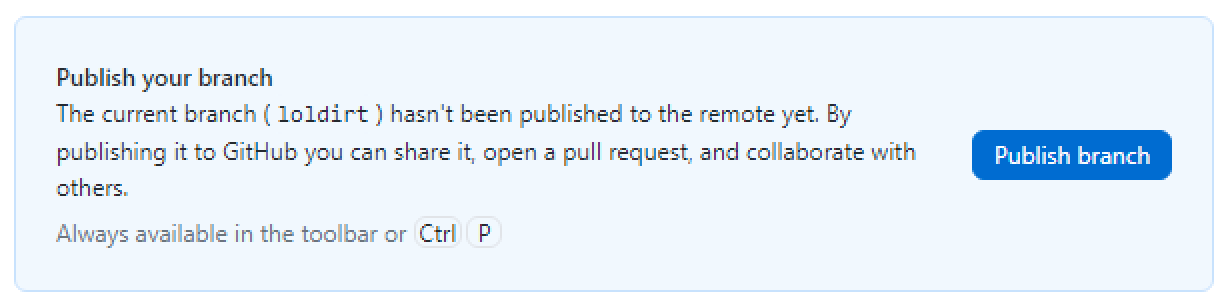 Publish your branch
The current branch ( loldirt ) hasn't been published to the remote yet. By
publishing it to GitHub you can share it, open a pull request, and collaborate with
others.
Publish branch
Always available in the toolbar or Ctrl P